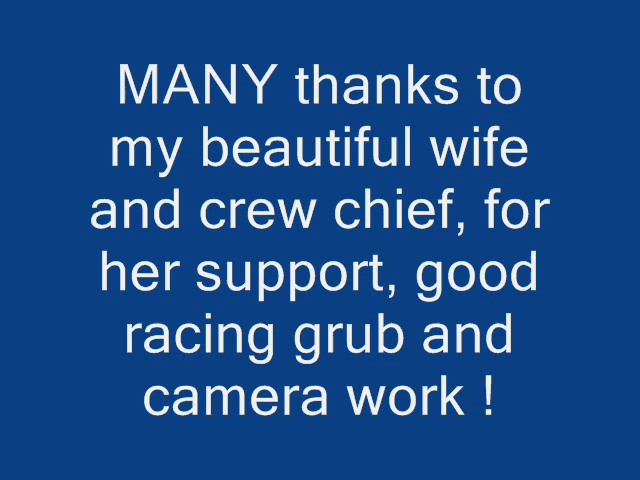 MANY thanks to
my beautiful wife
and crew chief, for
her support, good
racing grub and
camera work !